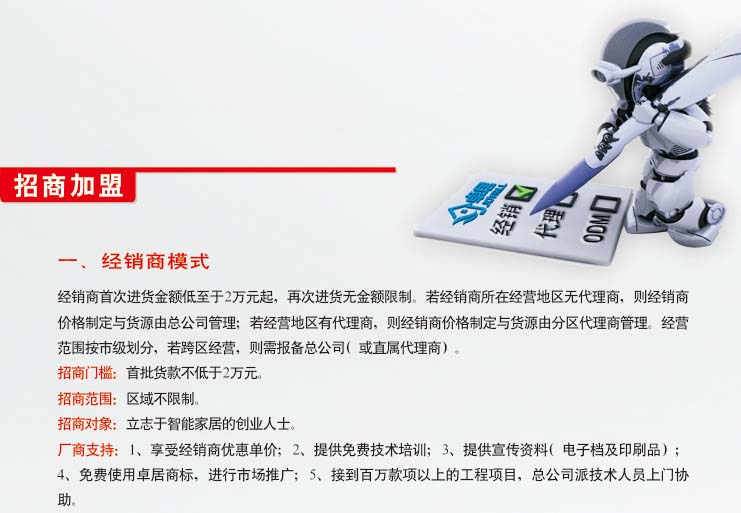 经销
代理
ODM
招商加盟
一、经销商模式
经销商首次进货金额低至于2万元起，再次进货无金额限制。若经销商所在经营地区无代理商，则经销商
价格制定与货源由总公司管理；若经营地区有代理商，则经销商价格制定与货源由分区代理商管理。经营
范围按市级划分，若跨区经营，则需报备总公司( 或直属代理商) 。
招商门槛：首批货款不低于2万元。
招商范围：区域不限制。
招商对象：立志于智能家居的创业人士。
厂商支持：1、享受经销商优惠单价；2、提供免费技术培训；3、提供宣传资料( 电子档及印刷品) ；
4、免费使用卓居商标，进行市场推广；5、接到百万款项以上的工程项目，总公司派技术人员上门协
助。